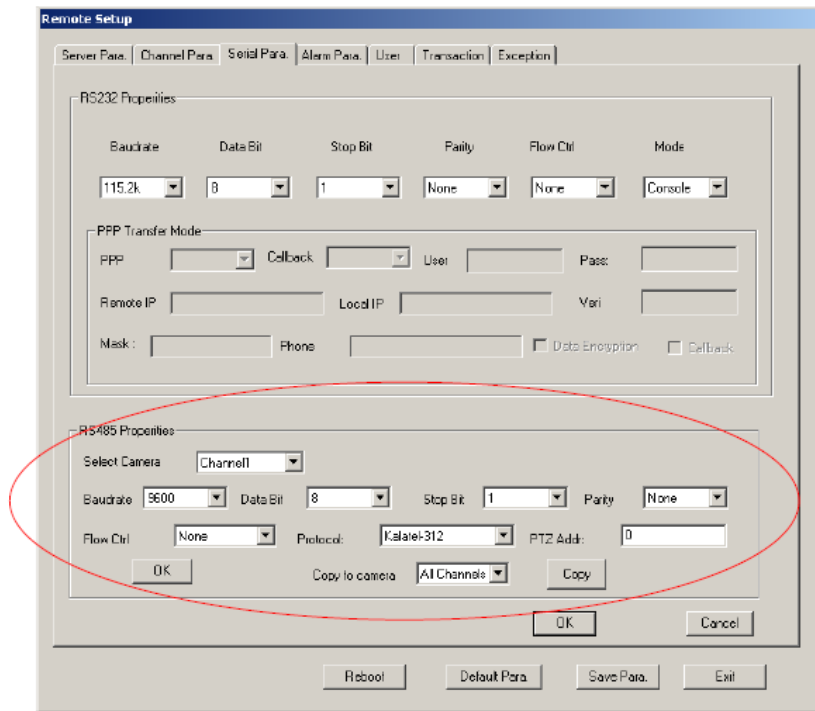 Remote Setup
Server Para. Channel Para Serial Para. Alarm Para. User Transaction Exception
RS232 Properities
Baudrate Data Bit Stop Bit Parity Flow Ctrl Mode
115.2k 8 1 None None Console
PPP Transfer Mode
PPP Callback User Pass:
Remote IP Local IP Veri
Mask : Phone Data Encryption Callback
RS485 Properities
Select Camera Channel1
Baudrate 9600 Data Bit 8 Stop Bit 1 Parity None
Flow Ctrl None Protocol: Kalatel-312 PTZ Addr: 0
OK Copy to camera All Channels Copy
OK Cancel
Reboot Default Para Save Para. Exit